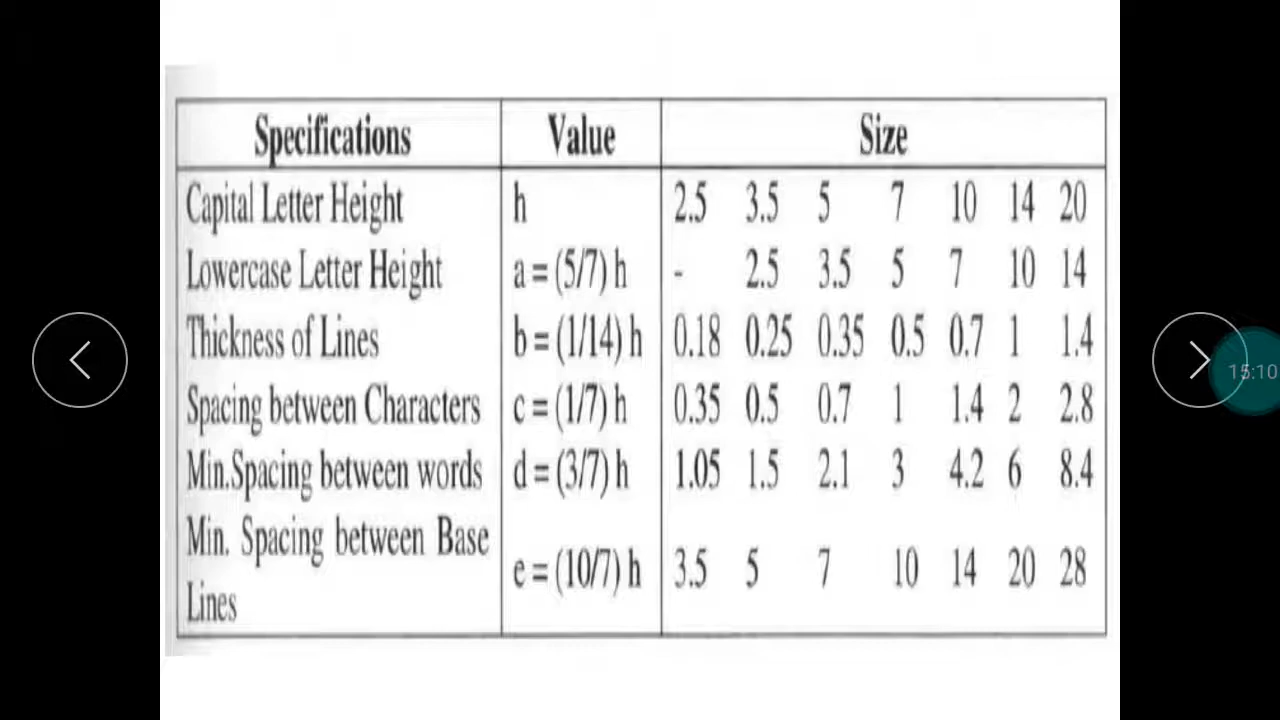 Specifications Value Size
Capital Letter Height h 2.5 3.5 5 7 10 14 20
Lowercase Letter Height a = (5/7) h - 2.5 3.5 5 7 10 14
Thickness of Lines b = (1/14) h 0.18 0.25 0.35 0.5 0.7 1 1.4
Spacing between Characters c = (1/7) h 0.35 0.5 0.7 1 1.4 2 2.8
Min.Spacing between words d = (3/7) h 1.05 1.5 2.1 3 4.2 6 8.4
Min. Spacing between Base
Lines e = (10/7) h 3.5 5 7 10 14 20 28
15:10